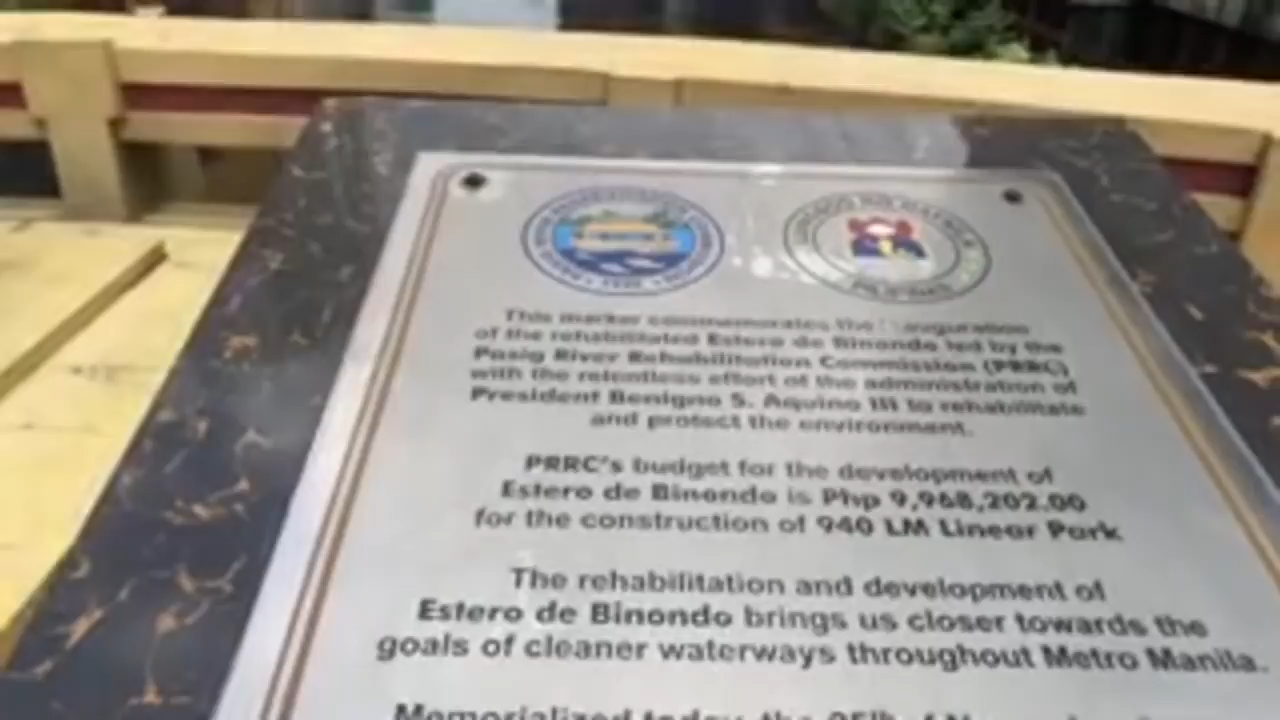 LUNGSOD NG MAYNILA
PILIPINAS
This marker commemorates the inauguration
of the rehabilitated Estero de Binondo led by the
Pasig River Rehabilitation Commission (PRRC)
with the relentless effort of the administration of
President Benigno S. Aquino III to rehabilitate
and protect the environment.
PRRC's budget for the development of
Estero de Binondo is Php 9,968,202.00
for the construction of 940 LM Linear Park
The rehabilitation and development of
Estero de Binondo brings us closer towards the
goals of cleaner waterways throughout Metro Manila.
Memorialized today, the 25th of